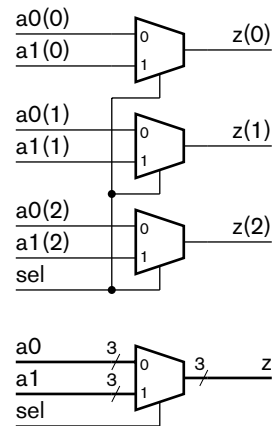 a0(0)
0
z(0)
a1(0)
1
a0(1)
0
z(1)
a1(1)
1
a0(2)
0
z(2)
a1(2)
1
sel
a0 3 0 3 z
a1 3 1
sel